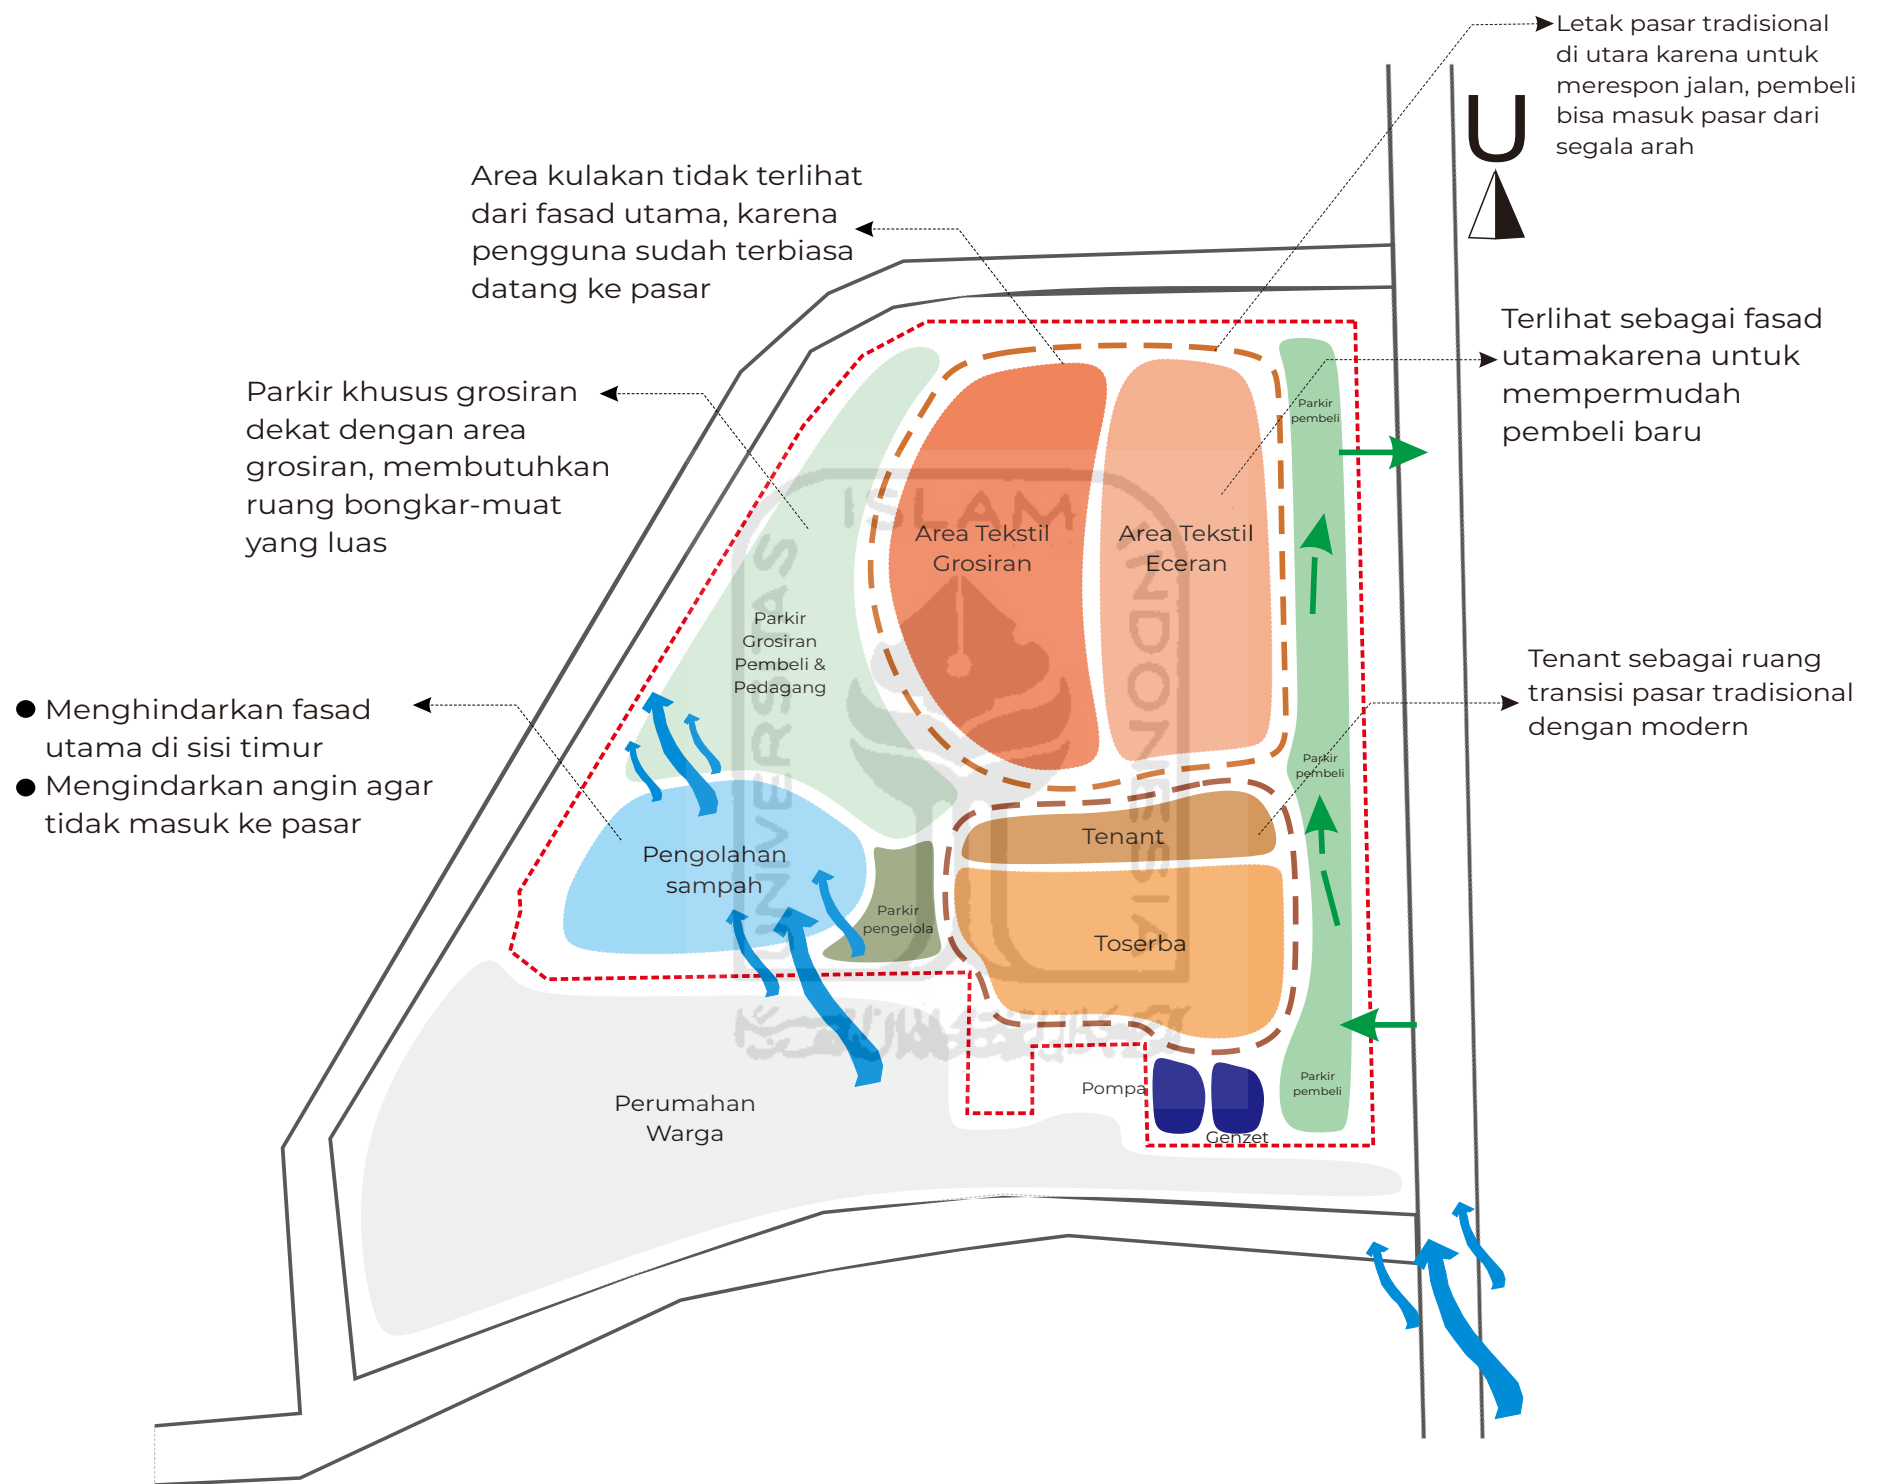 Letak pasar tradisional
di utara karena untuk
merespon jalan, pembeli
bisa masuk pasar dari
segala arah
U
Area kulakan tidak terlihat
dari fasad utama, karena
pengguna sudah terbiasa
datang ke pasar
Terlihat sebagai fasad
utamakarena untuk
mempermudah
pembeli baru
Parkir khusus grosiran
dekat dengan area
grosiran, membutuhkan
ruang bongkar-muat
yang luas
Parkir
pembeli
ISLAM
UNIVERSITAS
INDONESIA
Area Tekstil
Grosiran
Area Tekstil
Eceran
Parkir
Grosiran
Pembeli &
Pedagang
Tenant sebagai ruang
transisi pasar tradisional
dengan modern
● Menghindarkan fasad
utama di sisi timur
● Mengindarkan angin agar
tidak masuk ke pasar
Parkir
pembeli
Tenant
Pengolahan
sampah
Parkir
pengelola
Toserba
Pompa
Genzet
Parkir
pembeli
Perumahan
Warga